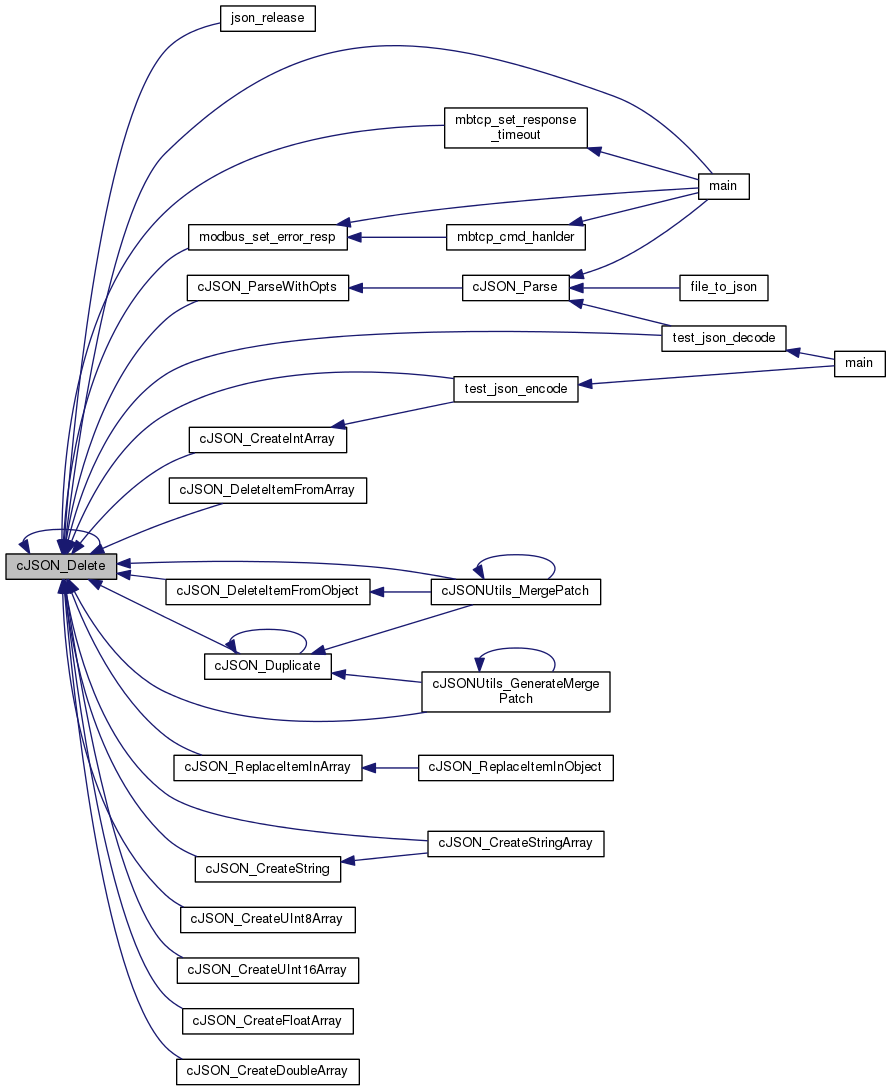 json_release
mbtcp_set_response
_timeout
main
modbus_set_error_resp
mbtcp_cmd_hanlder
cJSON_ParseWithOpts
cJSON_Parse
file_to_json
test_json_decode
main
test_json_encode
cJSON_CreateIntArray
cJSON_DeleteItemFromArray
cJSON_Delete
cJSON_DeleteItemFromObject
cJSONUtils_MergePatch
cJSON_Duplicate
cJSONUtils_GenerateMerge
Patch
cJSON_ReplaceItemInArray
cJSON_ReplaceItemInObject
cJSON_CreateStringArray
cJSON_CreateString
cJSON_CreateUInt8Array
cJSON_CreateUInt16Array
cJSON_CreateFloatArray
cJSON_CreateDoubleArray